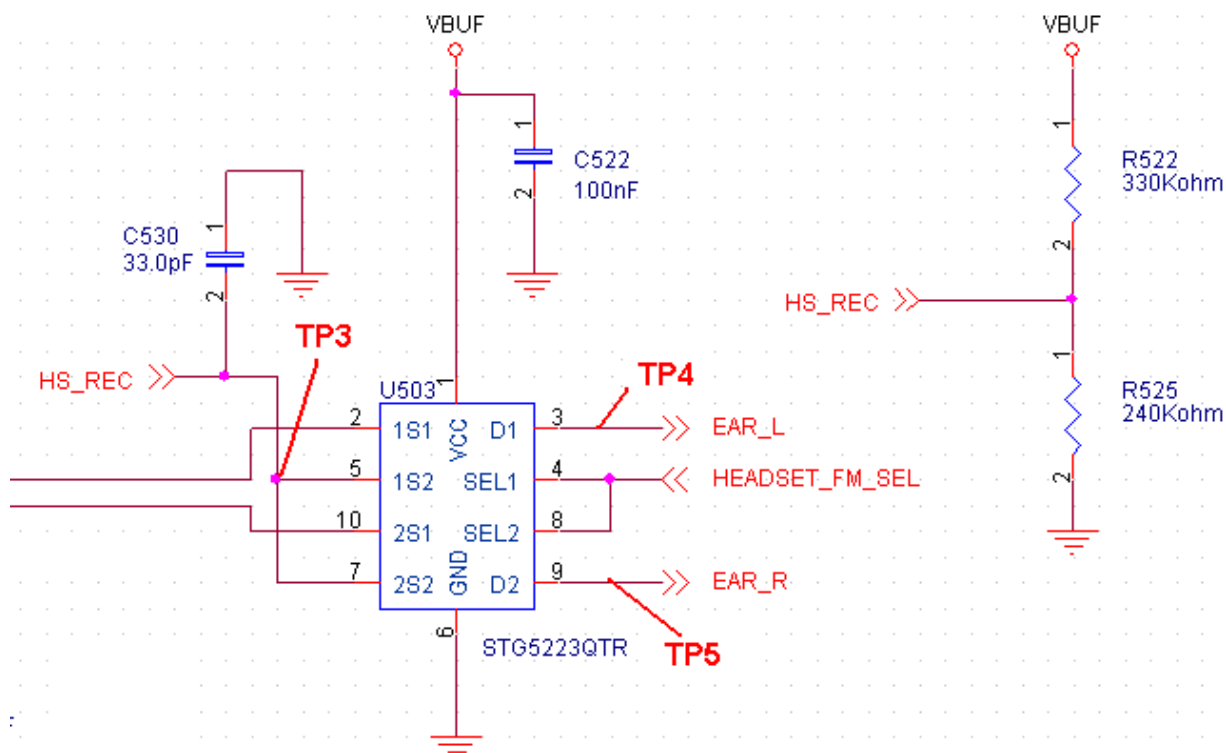 VBUF
VBUF
1
C522
100nF
2
1
R522
330Kohm
2
C530
33.0pF
1
2
HS_REC
TP3
HS_REC
TP4
U503
1
2
1S1
VCC
D1
3
EAR_L
5
1S2
SEL1
4
HEADSET_FM_SEL
10
2S1
SEL2
8
7
2S2
GND
D2
9
EAR_R
6
STG5223QTR
TP5
1
R525
240Kohm
2